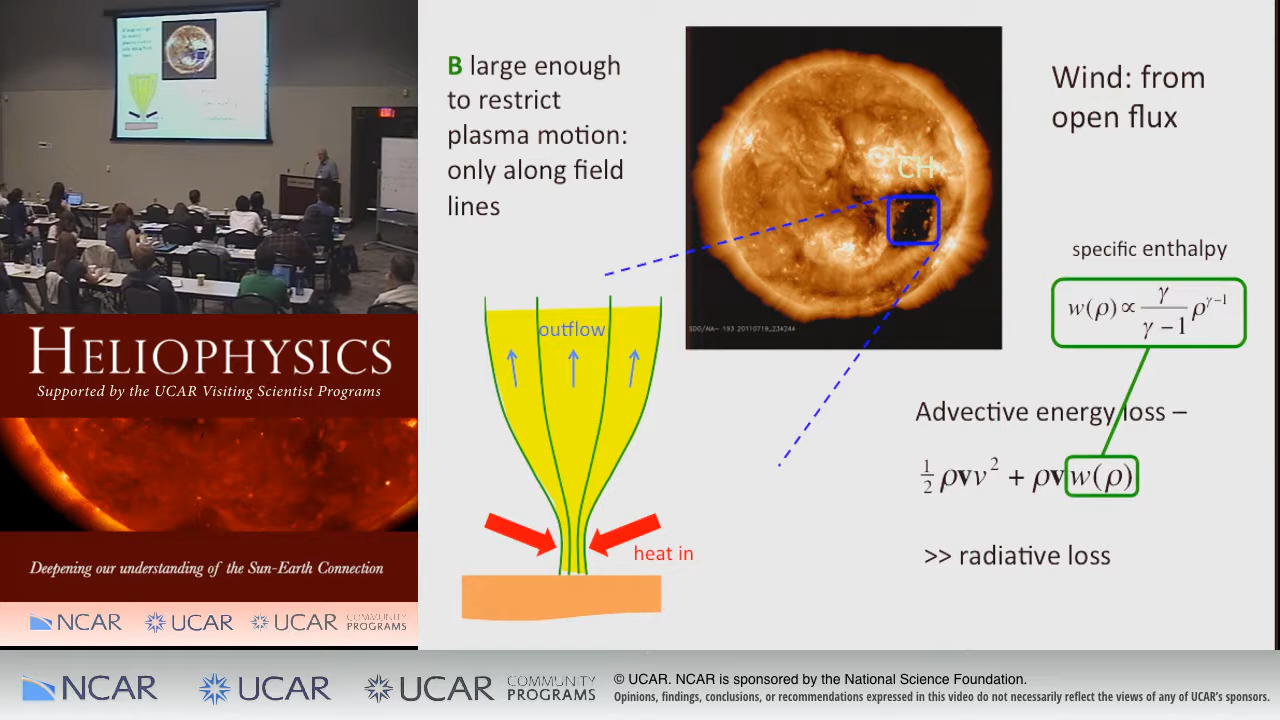 B large enough
to restrict
plasma motion:
only along field
lines
CH
SDO/AIA- 193 20110719_234244
Wind: from
open flux
specific enthalpy
w(ρ) ∝ γ/(γ −1) ρ^(γ−1)
outflow
Advective energy loss –
½ ρvv² + ρvw(ρ)
heat in
>> radiative loss
HELIOPHYSICS
Supported by the UCAR Visiting Scientist Programs
Deepening our understanding of the Sun-Earth Connection
NCAR UCAR UCAR COMMUNITY PROGRAMS
NCAR UCAR UCAR COMMUNITY PROGRAMS
© UCAR. NCAR is sponsored by the National Science Foundation.
Opinions, findings, conclusions, or recommendations expressed in this video do not necessarily reflect the views of any of UCAR's sponsors.